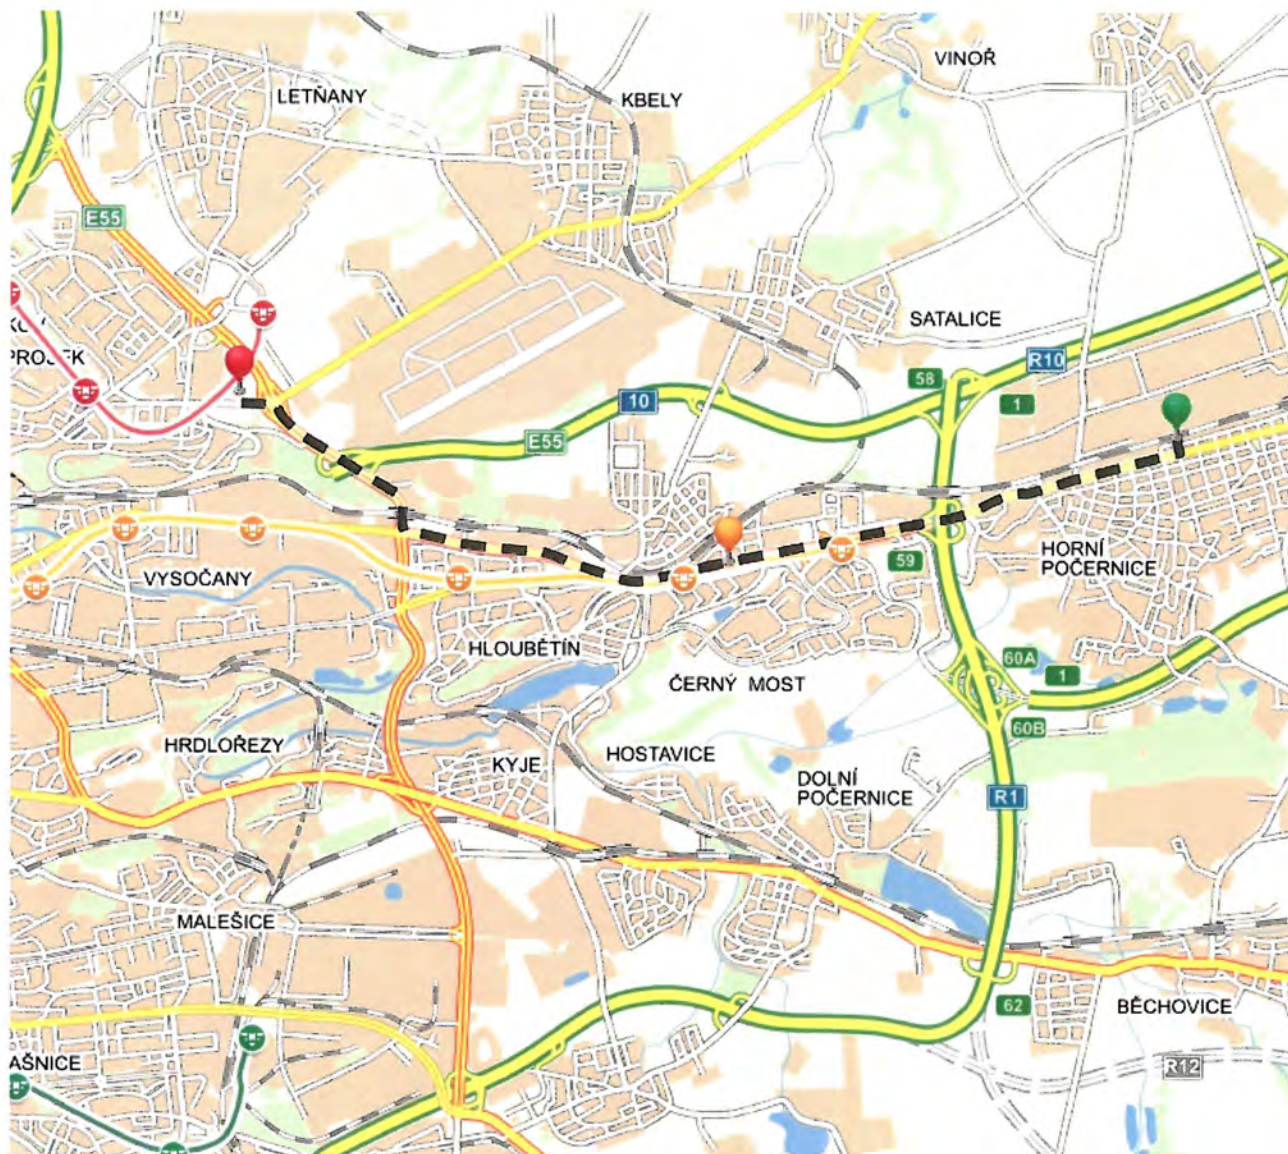 VINOŘ
LETŇANY
KBELY
E55
SATALICE
PROSEK
R10
58
1
10
E55
59
HORNÍ
POČERNICE
VYSOČANY
HLOUBĚTÍN
60A
1
ČERNÝ MOST
60B
HRDLOŘEZY
HOSTAVICE
KYJE
DOLNÍ
POČERNICE
R1
MALEŠICE
62
BĚCHOVICE
AŠNICE
R12